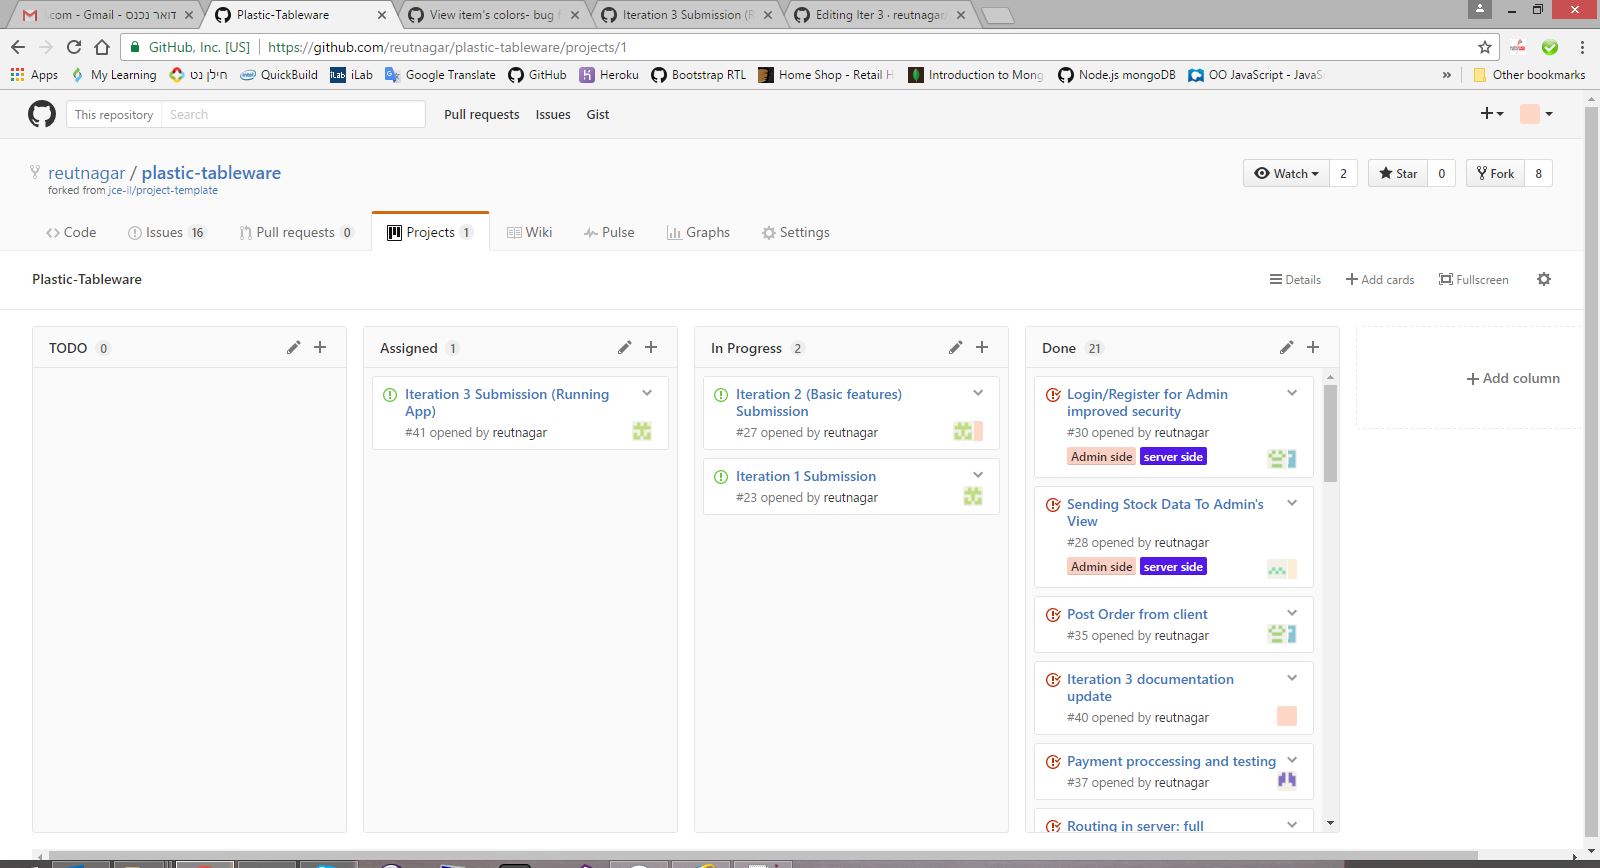 .com - Gmail - דואר נכנס
Plastic-Tableware
View item's colors- bug f
Iteration 3 Submission (R
Editing Iter 3 · reutnagar/
GitHub, Inc. [US]
https://github.com/reutnagar/plastic-tableware/projects/1
Apps
My Learning
חילן נט
QuickBuild
iLab
iLab
Google Translate
GitHub
Heroku
Bootstrap RTL
Home Shop - Retail H
Introduction to Mong
Node.js mongoDB
OO JavaScript - JavaS
»
Other bookmarks
This repository
Search
Pull requests
Issues
Gist
reutnagar / plastic-tableware
forked from jce-il/project-template
Watch
2
Star
0
Fork
8
Code
Issues 16
Pull requests 0
Projects 1
Wiki
Pulse
Graphs
Settings
Plastic-Tableware
Details
Add cards
Fullscreen
TODO 0
Assigned 1
Iteration 3 Submission (Running
App)
#41 opened by reutnagar
In Progress 2
Iteration 2 (Basic features)
Submission
#27 opened by reutnagar
Iteration 1 Submission
#23 opened by reutnagar
Done 21
Login/Register for Admin
improved security
#30 opened by reutnagar
Admin side server side
Sending Stock Data To Admin's
View
#28 opened by reutnagar
Admin side server side
Post Order from client
#35 opened by reutnagar
Iteration 3 documentation
update
#40 opened by reutnagar
Payment proccessing and testing
#37 opened by reutnagar
Routing in server: full
Add column